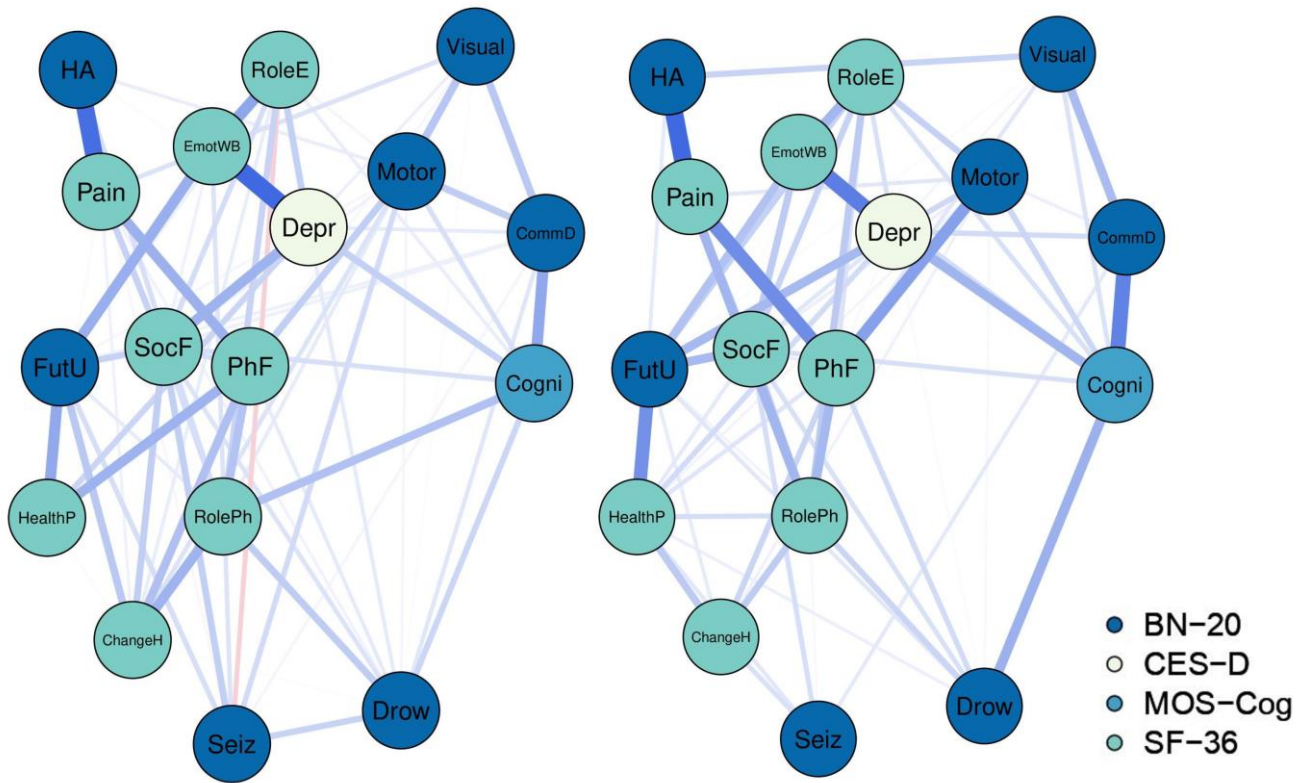 HA
RoleE
Visual
EmotWB
Pain
Motor
Depr
CommD
FutU
SocF
PhF
Cogni
HealthP
RolePh
ChangeH
Seiz
Drow
HA
RoleE
Visual
EmotWB
Pain
Motor
Depr
CommD
FutU
SocF
PhF
Cogni
HealthP
RolePh
ChangeH
Seiz
Drow
BN−20
CES−D
MOS−Cog
SF−36